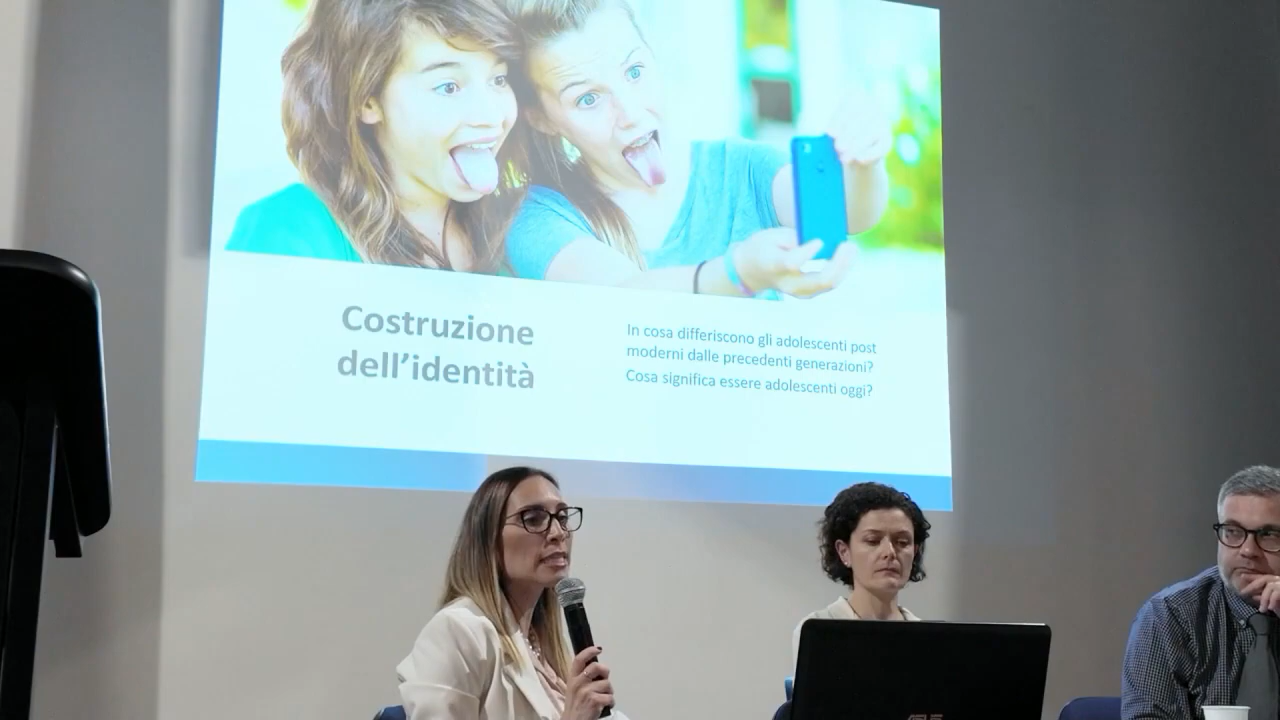 Costruzione
dell'identità
In cosa differiscono gli adolescenti post
moderni dalle precedenti generazioni?
Cosa significa essere adolescenti oggi?